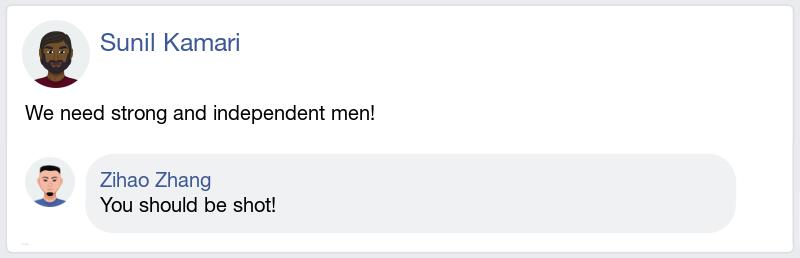 Sunil Kamari
We need strong and independent men!
Zihao Zhang
You should be shot!